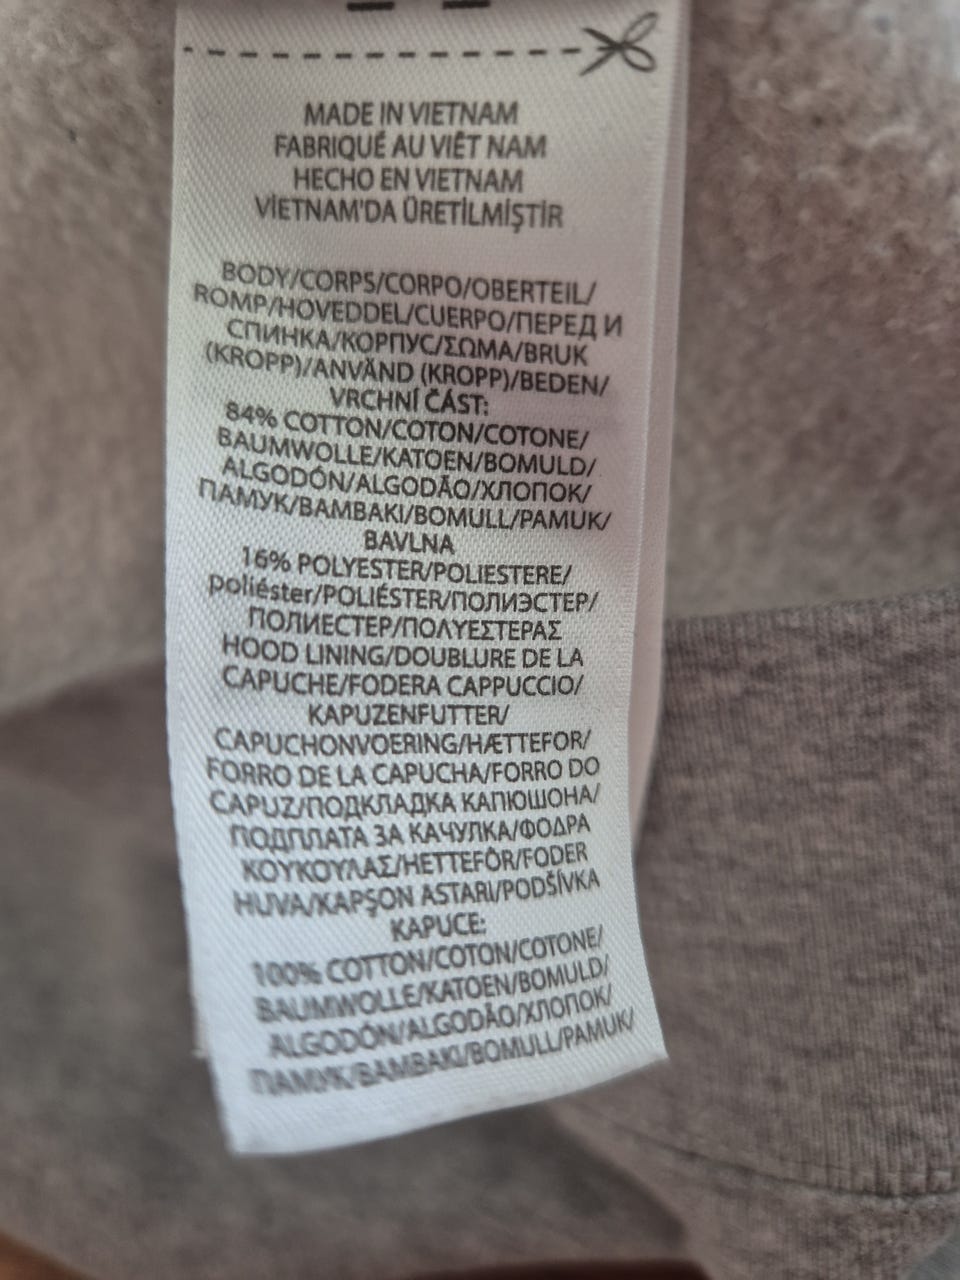 MADE IN VIETNAM
FABRIQUÉ AU VIÊT NAM
HECHO EN VIETNAM
VİETNAM'DA ÜRETİLMİŞTİR
BODY/CORPS/CORPO/OBERTEIL/
ROMP/HOVEDDEL/CUERPO/ПЕРЕД И
СПИНКА/КОРПУС/ΣΩΜΑ/BRUK
(KROPP)/ANVÄND (KROPP)/BEDEN/
VRCHNÍ ČÁST:
84% COTTON/COTON/COTONE/
BAUMWOLLE/KATOEN/BOMULD/
ALGODÓN/ALGODÃO/ХЛОПОК/
ПАМУК/BAMBAKI/BOMULL/PAMUK/
BAVLNA
16% POLYESTER/POLIESTERE/
poliéster/POLIÉSTER/ПОЛИЭСТЕР/
ПОЛИЕСТЕР/ΠΟΛΥΕΣΤΕΡΑΣ
HOOD LINING/DOUBLURE DE LA
CAPUCHE/FODERA CAPPUCCIO/
KAPUZENFUTTER/
CAPUCHONVOERING/HÆTTEFOR/
FORRO DE LA CAPUCHA/FORRO DO
CAPUZ/ПОДКЛАДКА КАПЮШОНА/
ПОДПЛАТА ЗА КАЧУЛКА/ΦΟΔΡΑ
ΚΟΥΚΟΥΛΑΣ/HETTEFÔR/FODER
HUVA/KAPŞON ASTARI/PODŠÍVKA
KAPUCE:
100% COTTON/COTON/COTONE/
BAUMWOLLE/KATOEN/BOMULD/
ALGODÓN/ALGODÃO/ХЛОПОК/
ПАМУК/BAMBAKI/BOMULL/PAMUK/